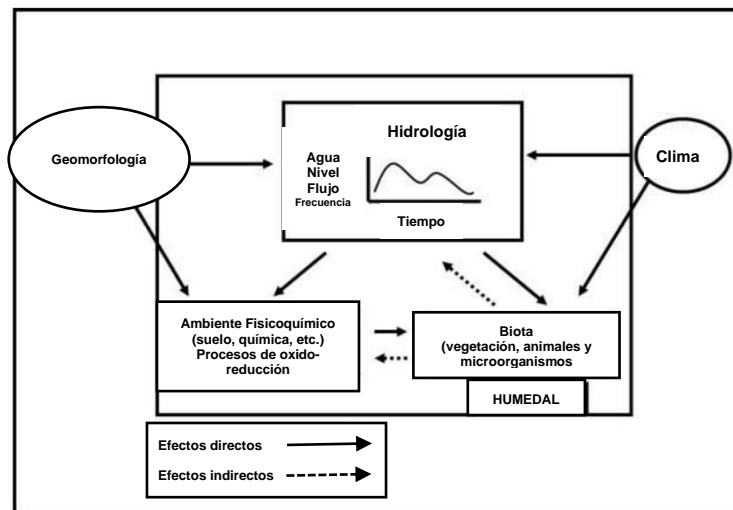 Geomorfología
Hidrología
Agua
Nivel
Flujo
Frecuencia
Tiempo
Clima
Ambiente Fisicoquímico
(suelo, química, etc.)
Procesos de oxido-
reducción
Biota
(vegetación, animales y
microorganismos
HUMEDAL
Efectos directos
Efectos indirectos